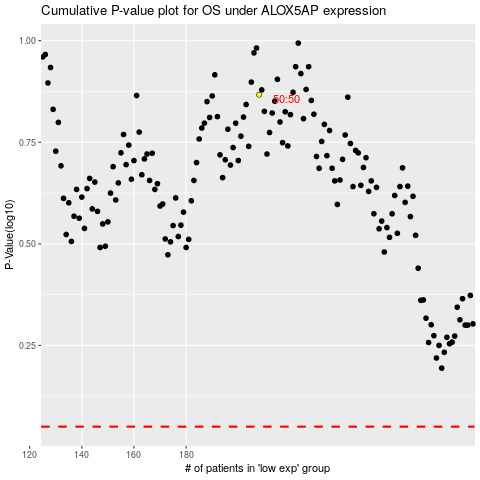 Cumulative P-value plot for OS under ALOX5AP expression
P-Value(log10)
1.00
0.75
0.50
0.25
50:50
120 140 160 180
# of patients in 'low exp' group